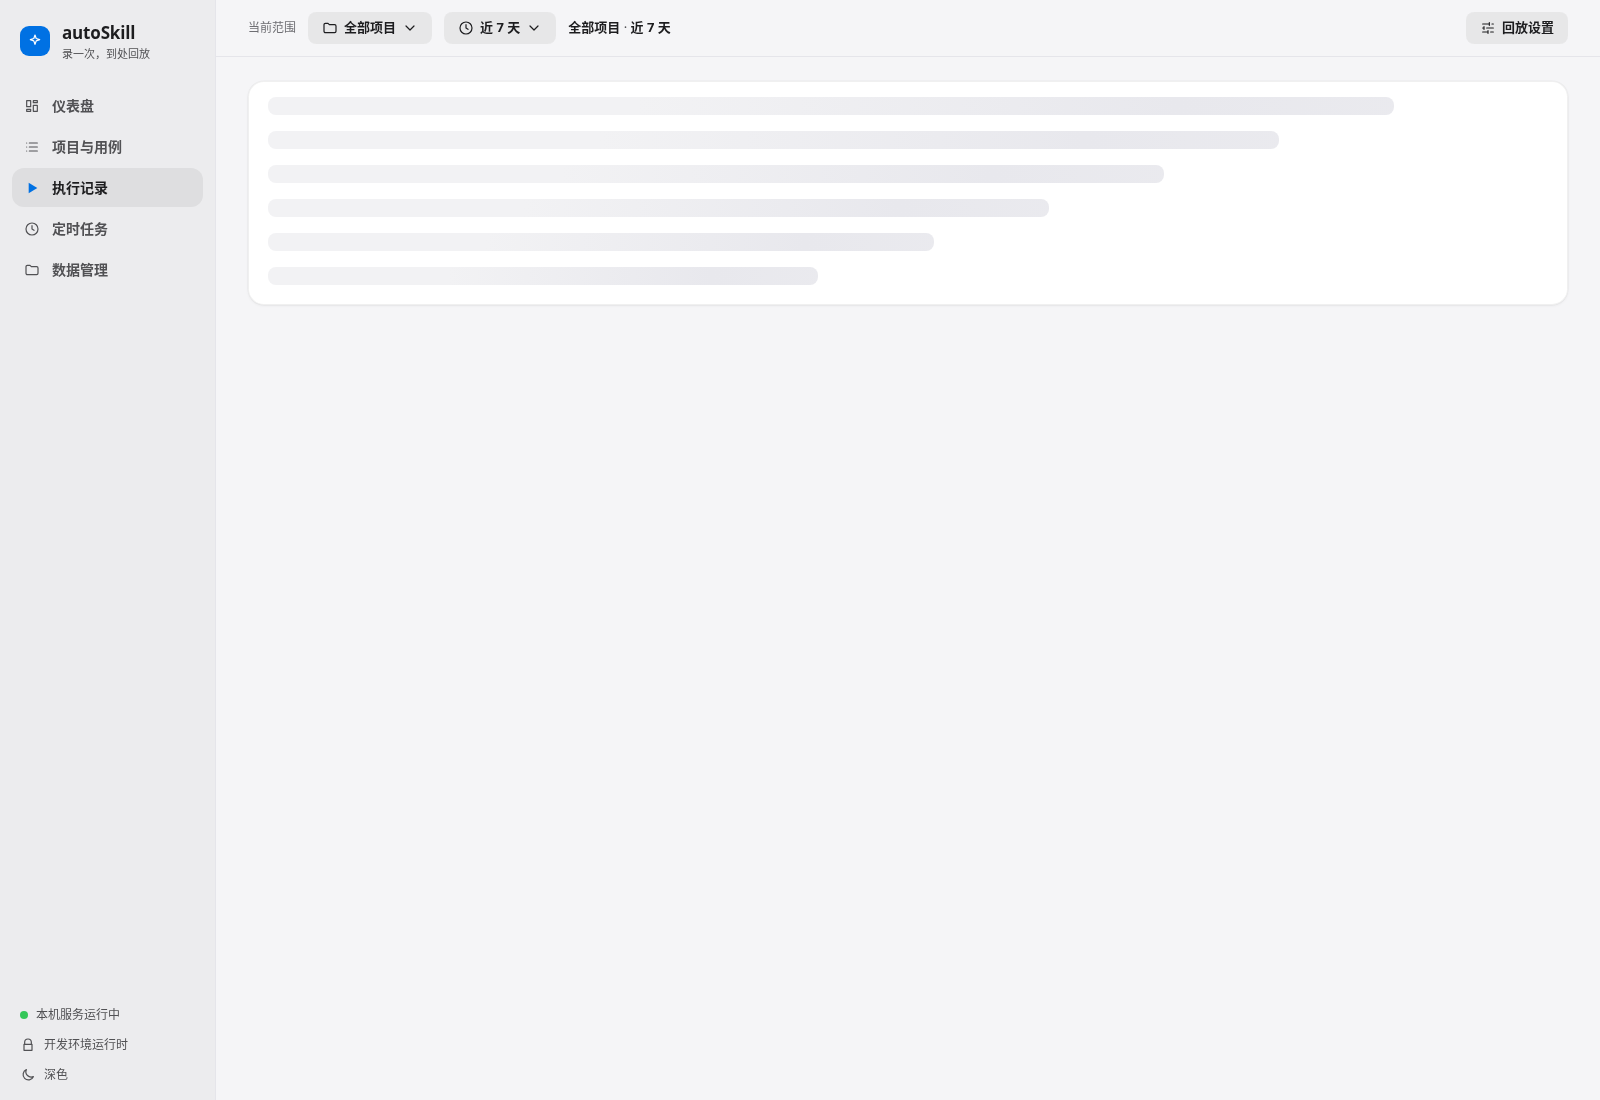 autoSkill
录一次，到处回放
仪表盘
项目与用例
执行记录
定时任务
数据管理
本机服务运行中
开发环境运行时
深色
当前范围
全部项目
近 7 天
全部项目 · 近 7 天
回放设置